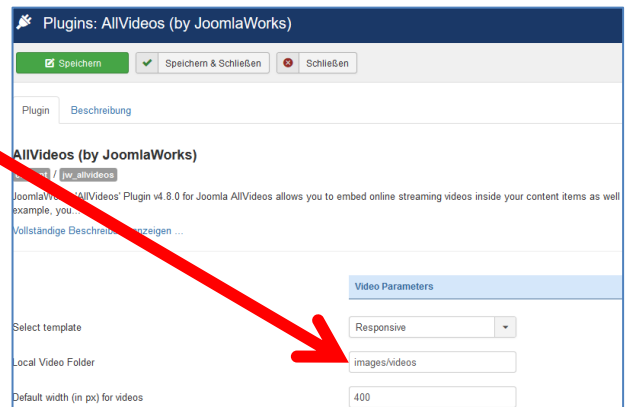 Plugins: AllVideos (by JoomlaWorks)
Speichern Speichern & Schließen Schließen
Plugin Beschreibung
AllVideos (by JoomlaWorks)
/ jw_allvideos
'AllVideos' Plugin v4.8.0 for Joomla AllVideos allows you to embed online streaming videos inside your content items as well
example, you...
Vollständige anzeigen ...
Video Parameters
Select template Responsive
Local Video Folder images/videos
Default width (in px) for videos 400